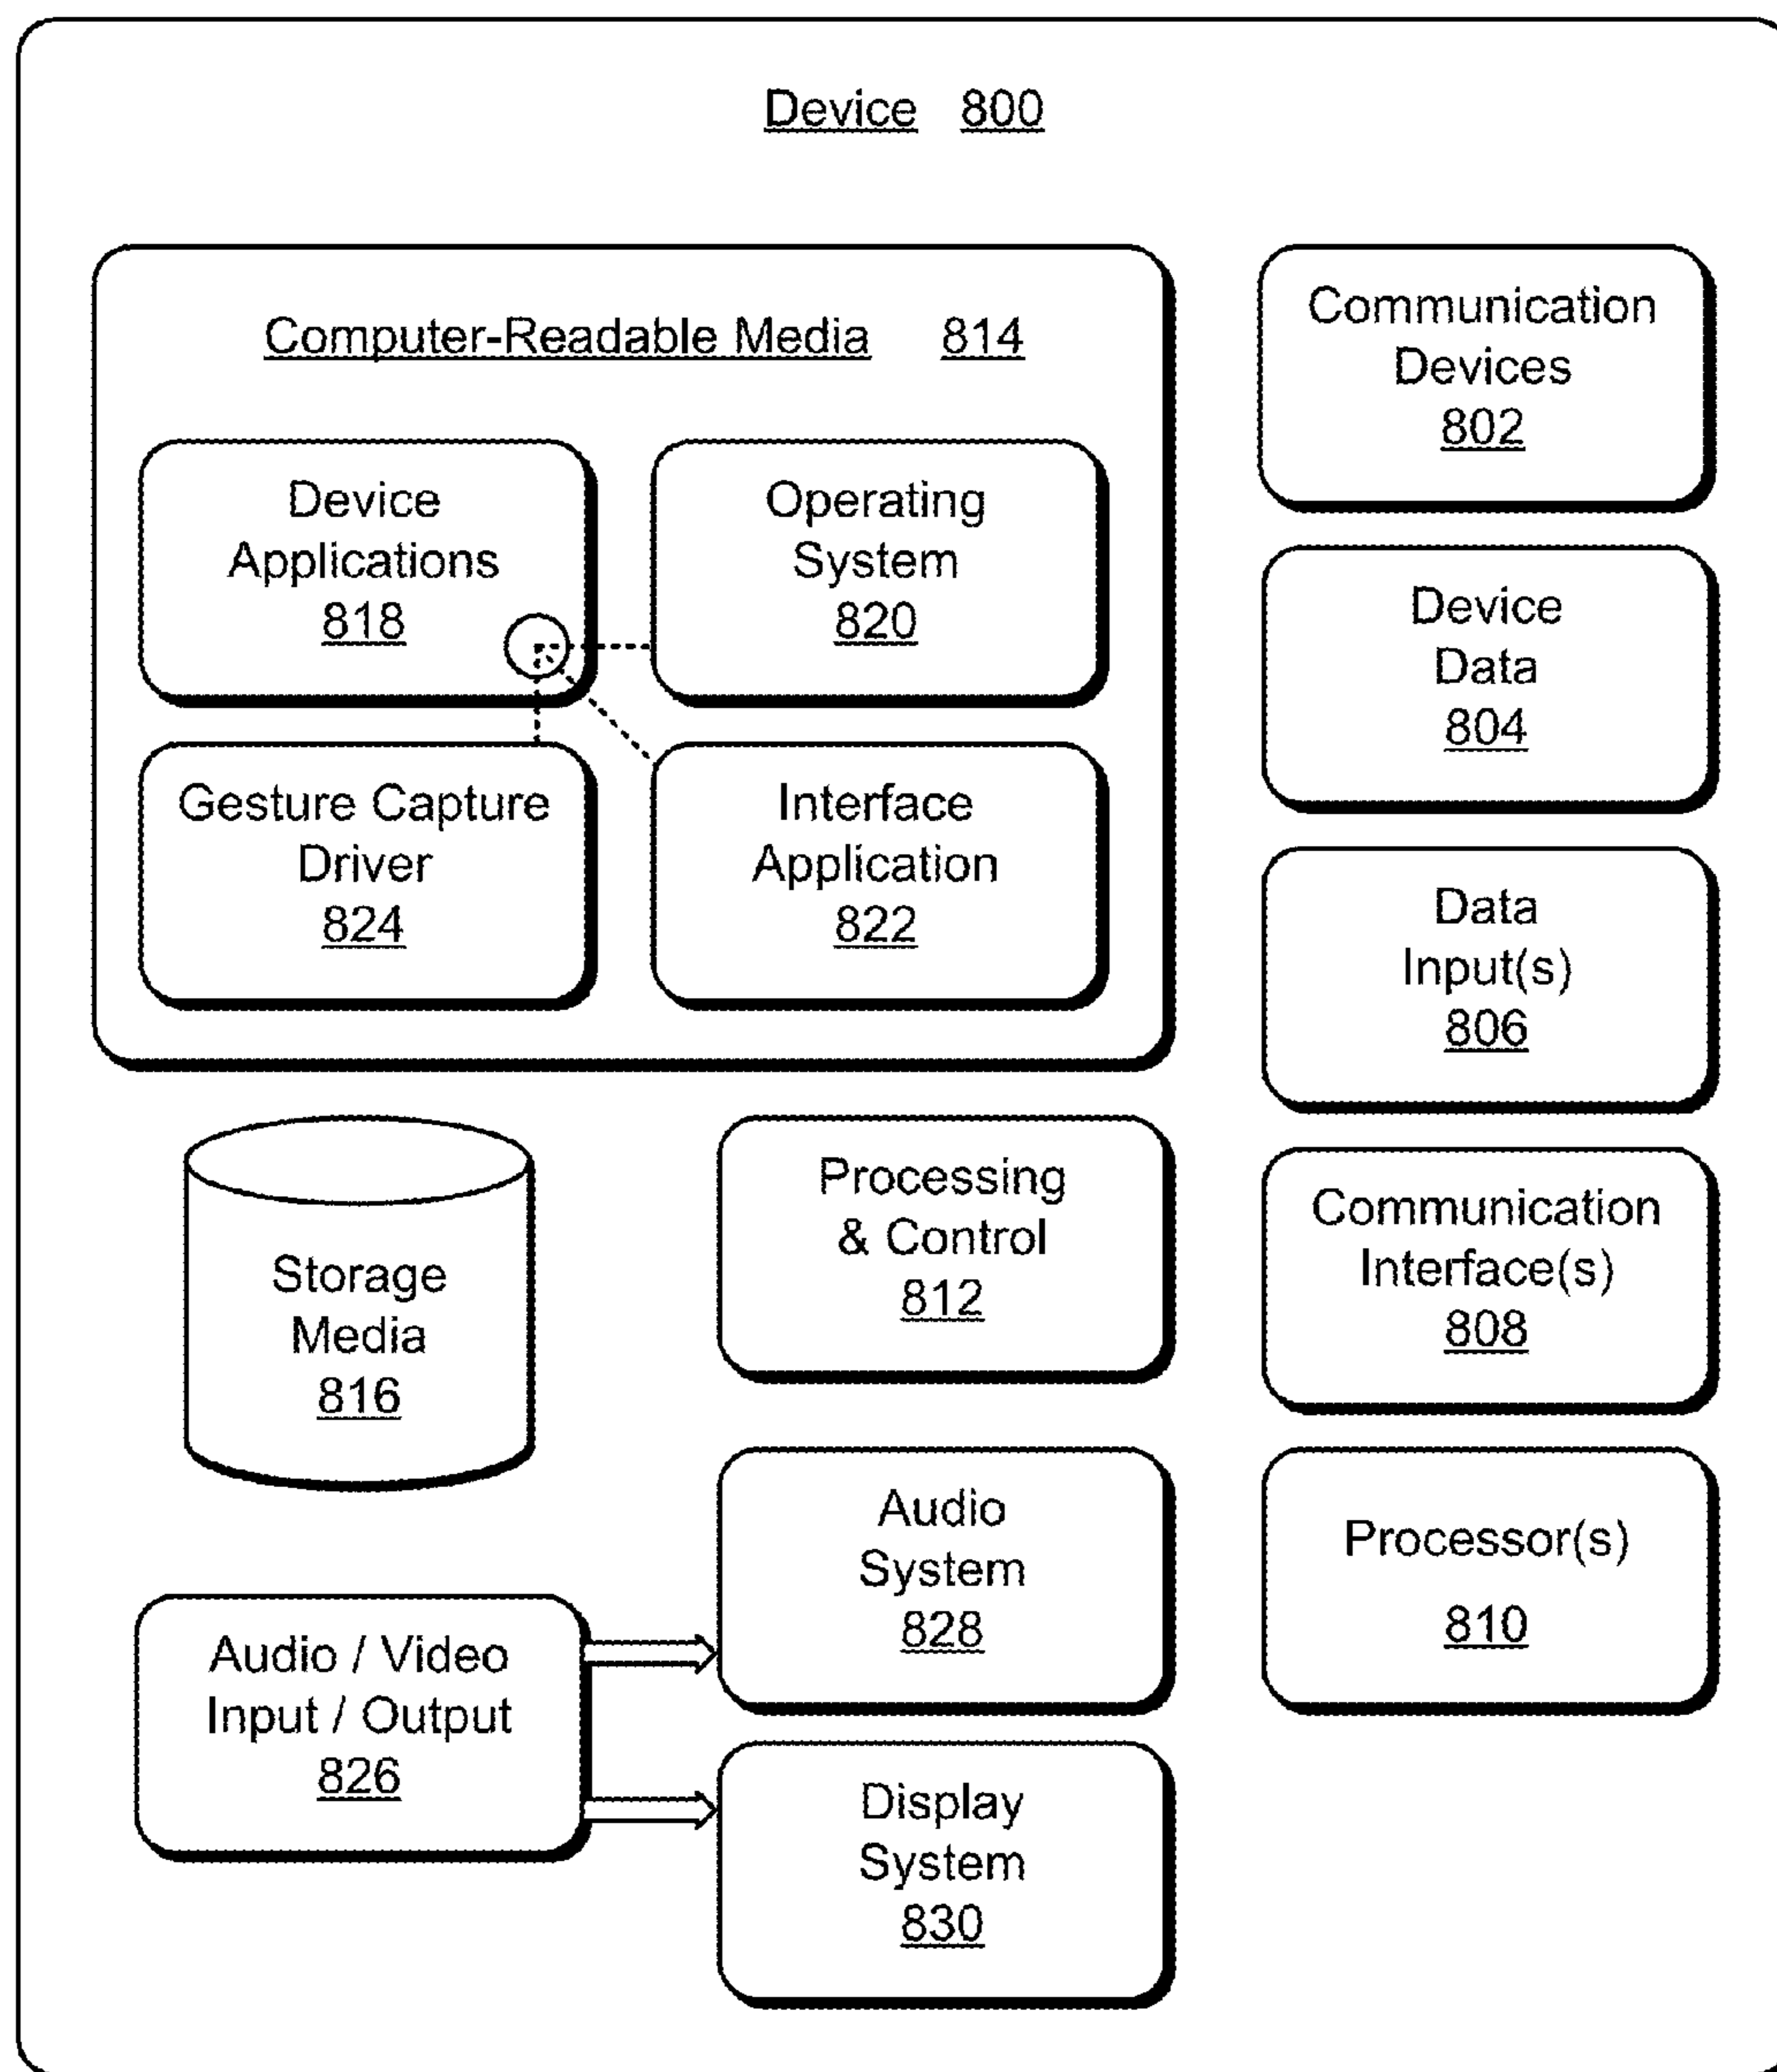 Device 800
Computer-Readable Media 814
Device
Applications
818
Operating
System
820
Gesture Capture
Driver
824
Interface
Application
822
Storage
Media
816
Processing
& Control
812
Audio / Video
Input / Output
826
Audio
System
828
Display
System
830
Communication
Devices
802
Device
Data
804
Data
Input(s)
806
Communication
Interface(s)
808
Processor(s)
810